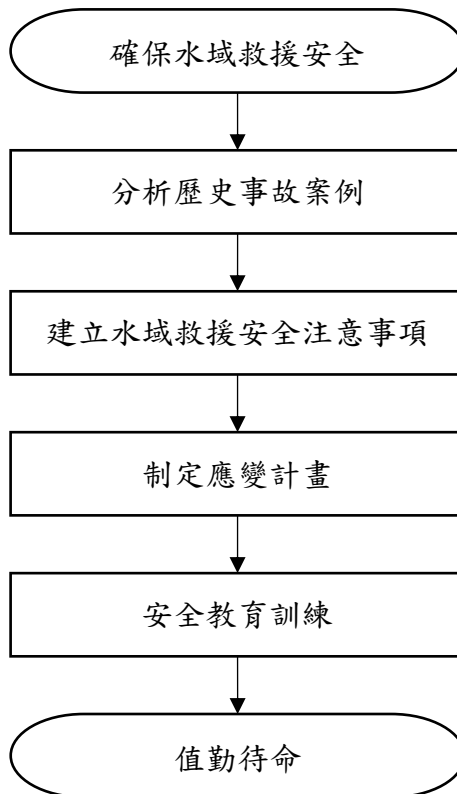 確保水域救援安全
分析歷史事故案例
建立水域救援安全注意事項
制定應變計畫
安全教育訓練
值勤待命